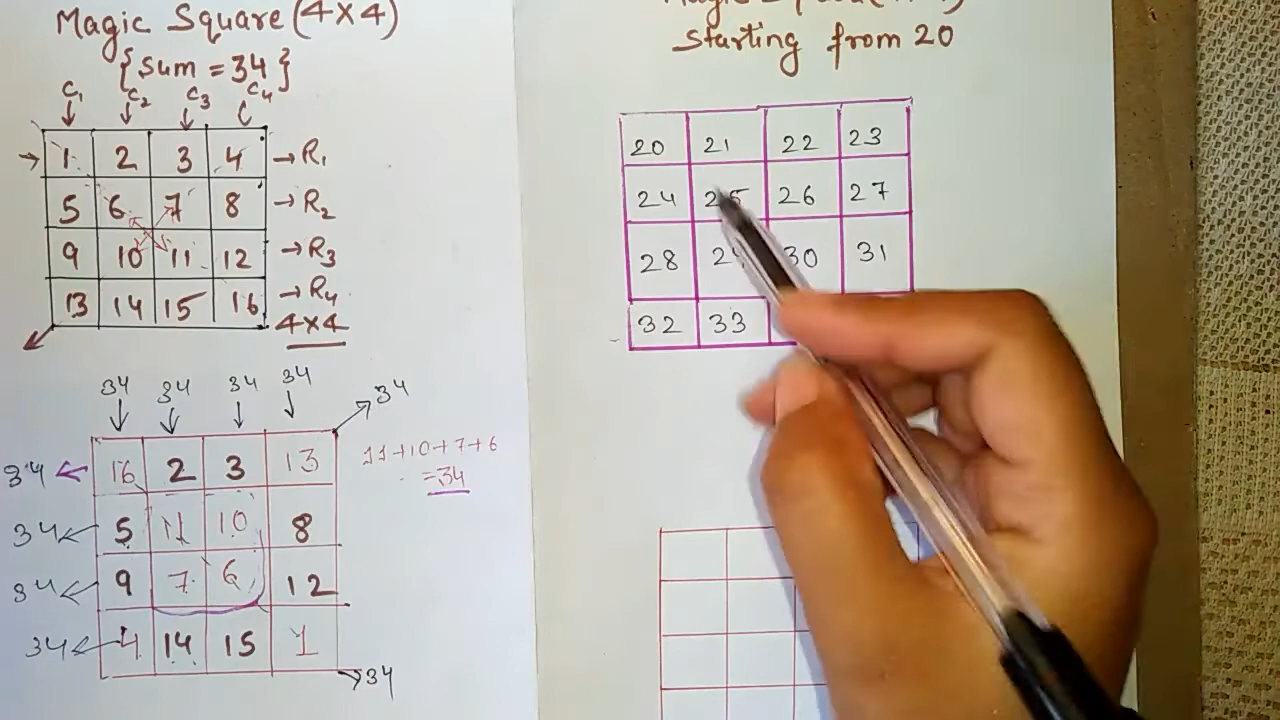 Magic Square (4×4)
{Sum = 34}
C1 C2 C3 C4
1 2 3 4 → R1
5 6 7 8 → R2
9 10 11 12 → R3
13 14 15 16 → R4
4×4
34 34 34 34 34
34 16 2 3 13
11+10+7+6
=34
34 5 11 10 8
34 9 7 6 12
34 4 14 15 1
34
Starting from 20
20 21 22 23
24 25 26 27
28 30 31
32 33